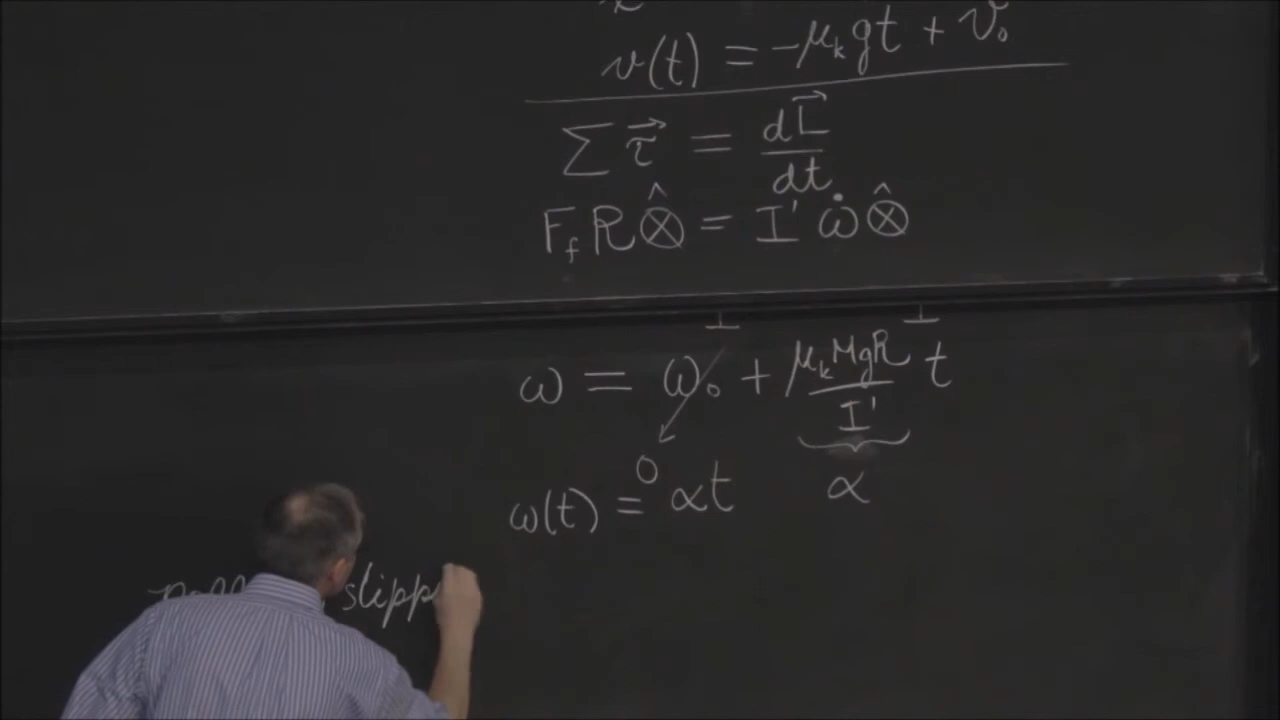 v(t) = -μₖgt + v₀
Σ τ⃗ = dL⃗/dt
F_f R ⊗̂ = I' ω̇ ⊗̂
ω = ω₀ + (μₖMgR / I') t
0
α
ω(t) = αt
slipp